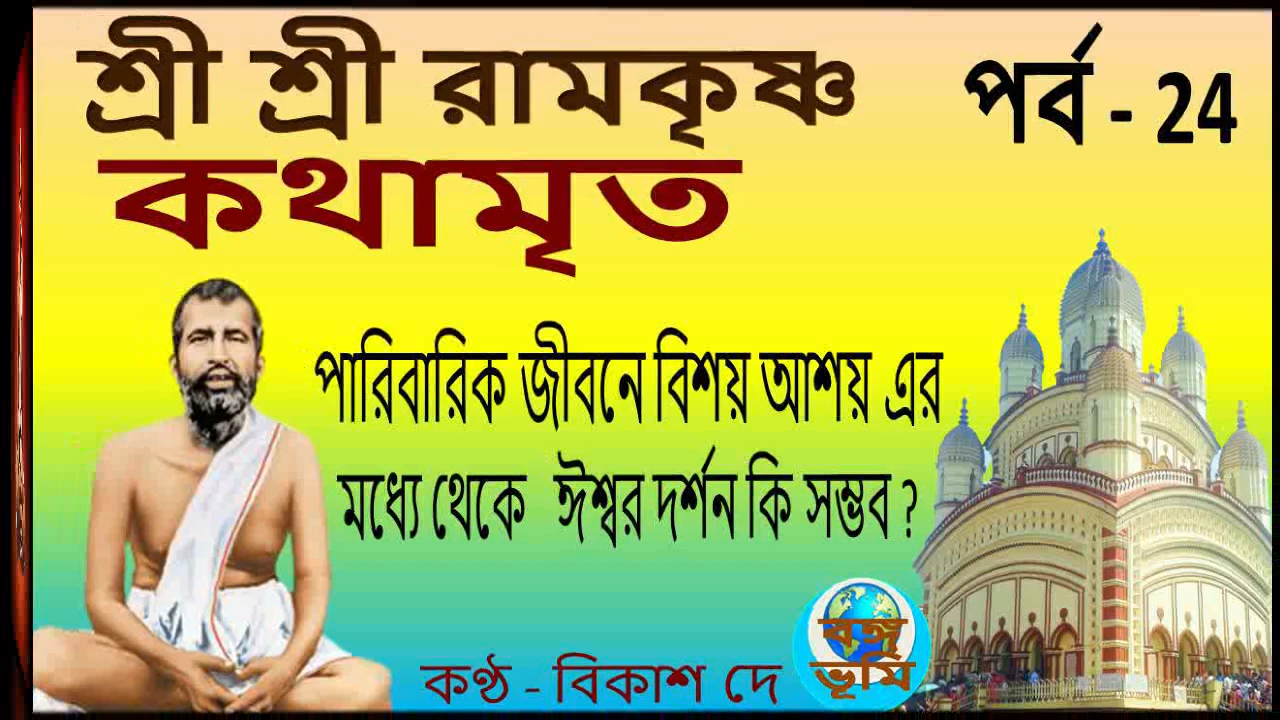 শ্রী শ্রী রামকৃষ্ণ
কথামৃত
পর্ব - 24
পারিবারিক জীবনে বিশয় আশয় এর
মধ্যে থেকে ঈশ্বর দর্শন কি সম্ভব ?
কণ্ঠ - বিকাশ দে
বঙ্গ
ভূমি